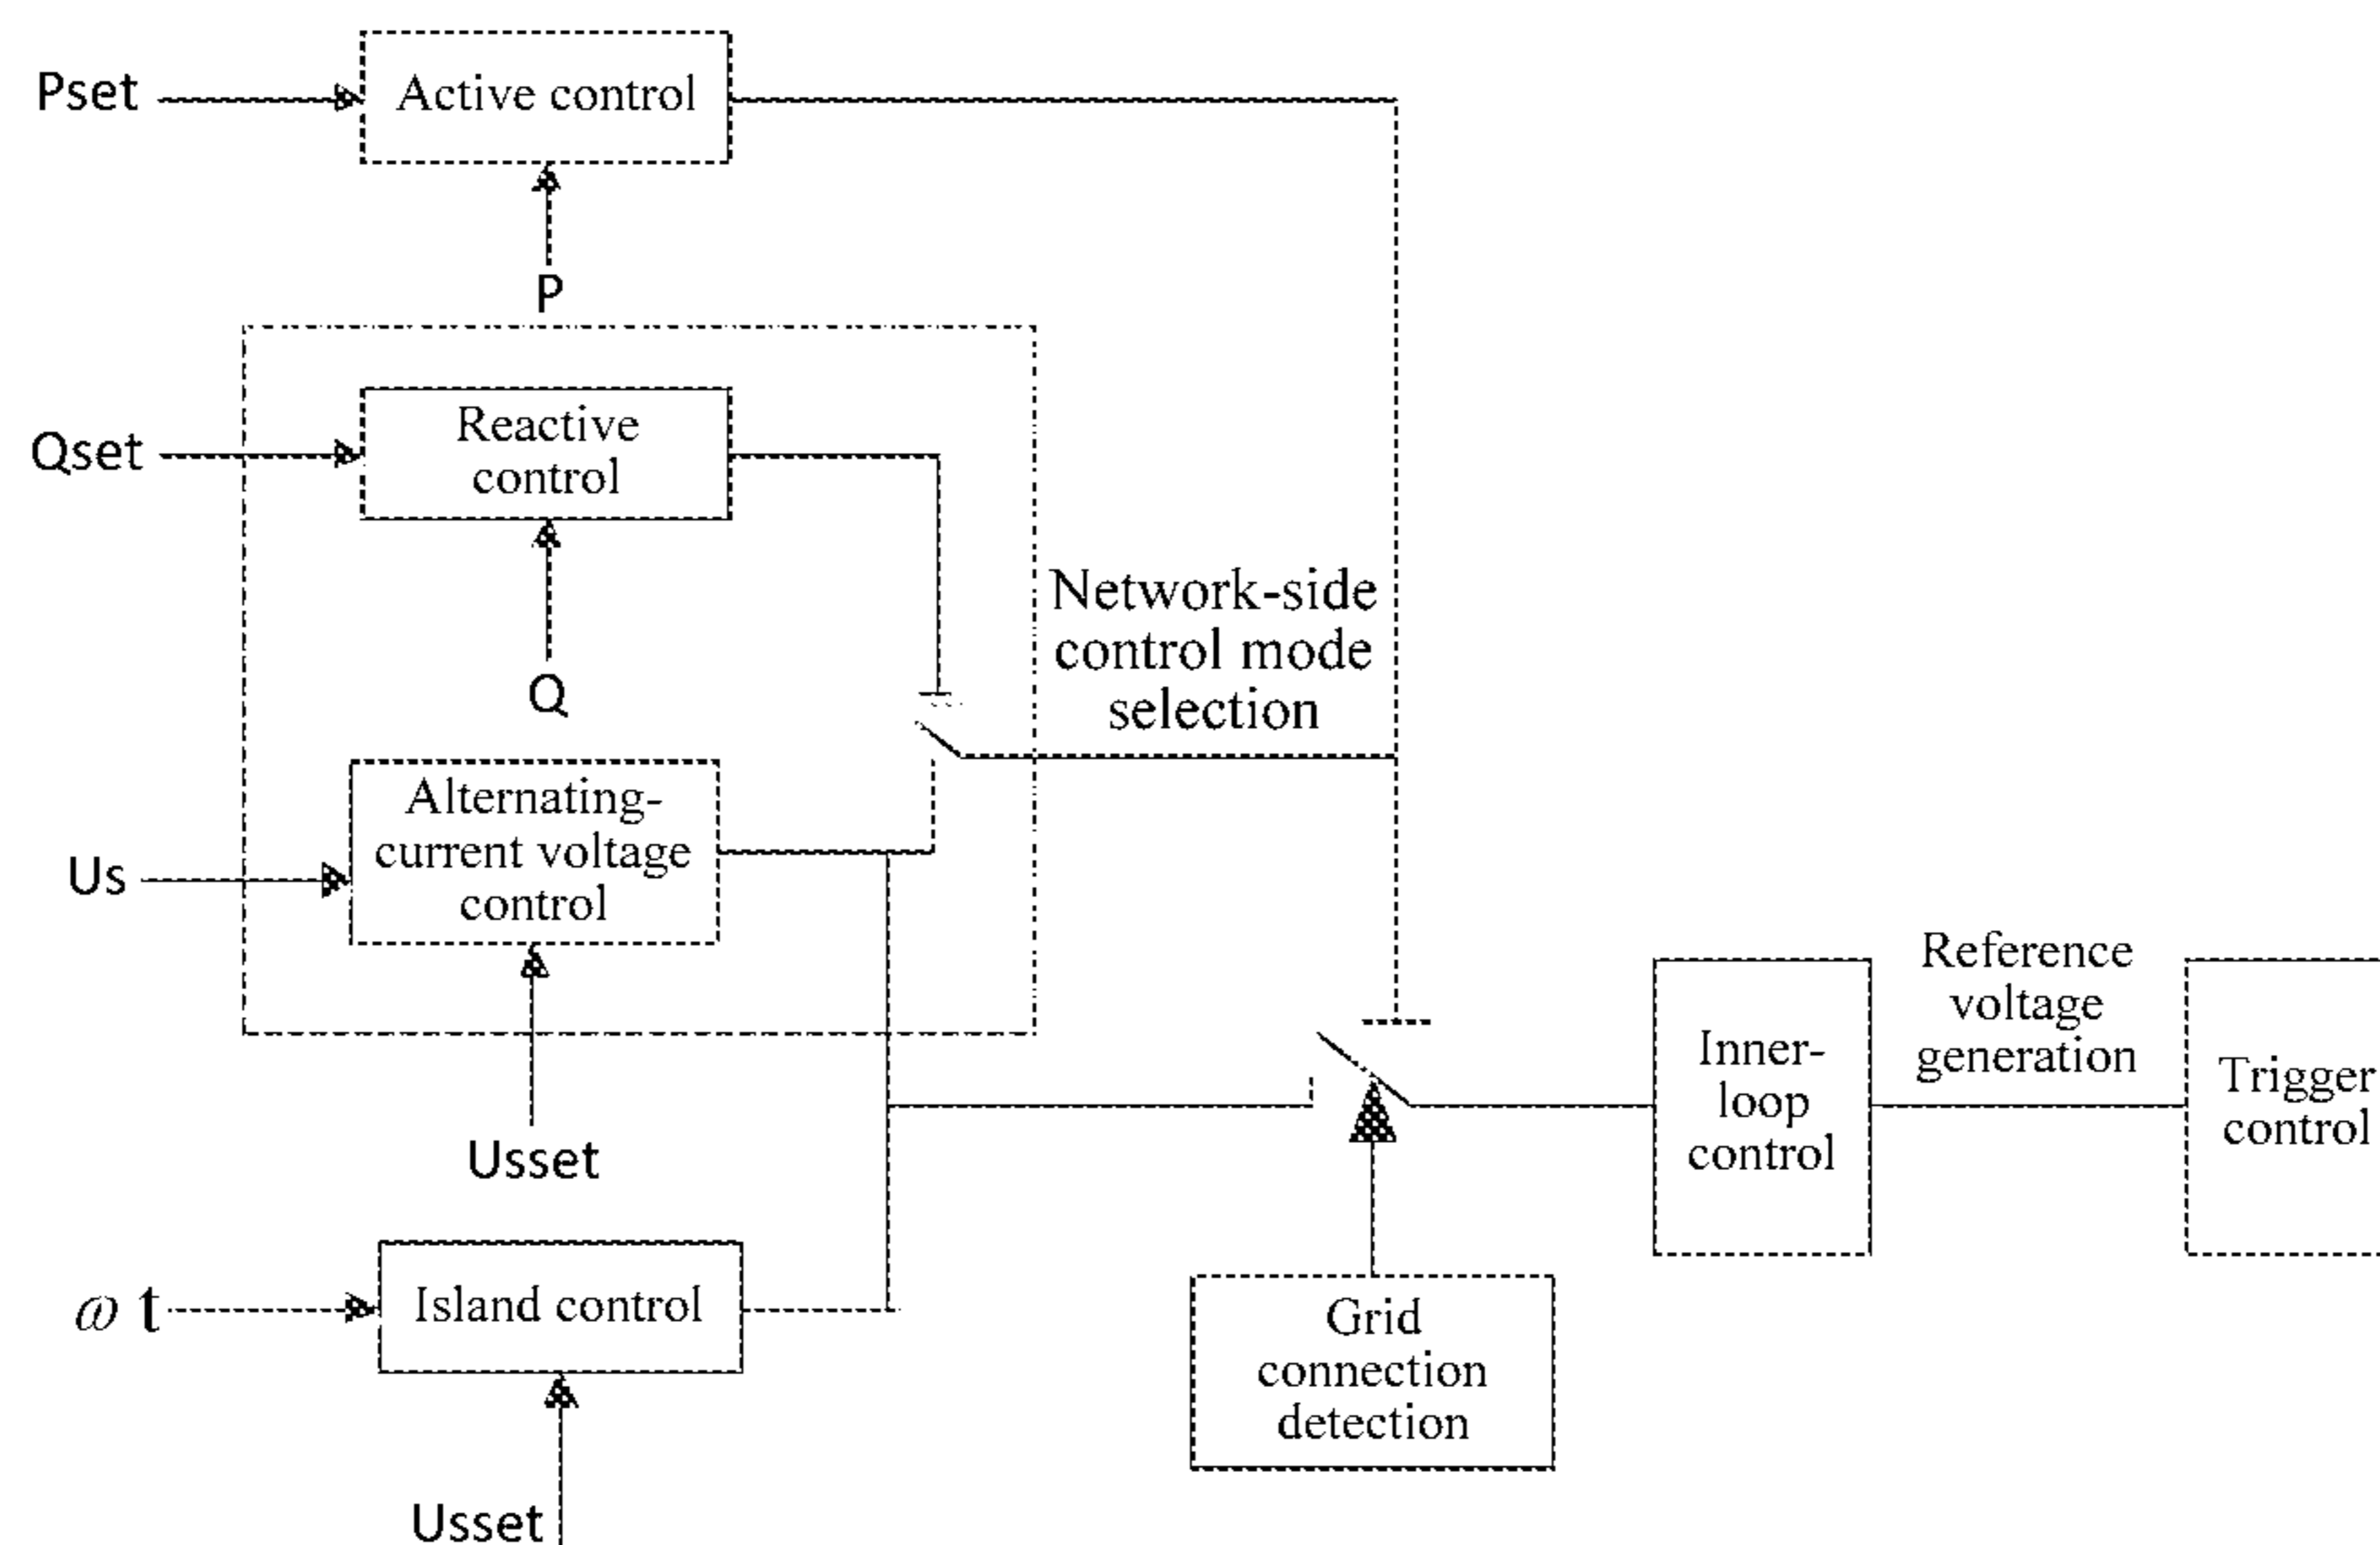 Pset
Active control
P
Qset
Reactive
control
Q
Network-side
control mode
selection
Us
Alternating-
current voltage
control
Usset
Reference
voltage
generation
Inner-
loop
control
Trigger
control
ω t
Island control
Grid
connection
detection
Usset